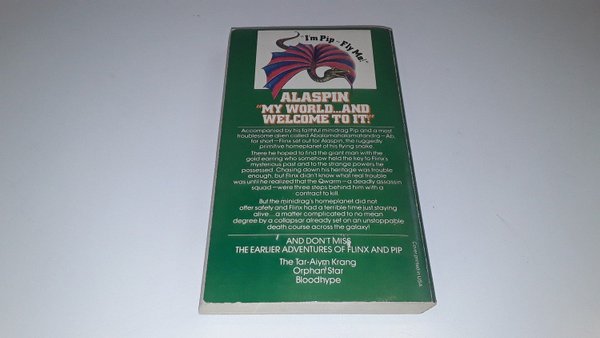 "I'm Pip - Fly Me!"
ALASPIN
"MY WORLD...AND
WELCOME TO IT!"
Accompanied by his faithful minidrag Pip and a most
troublesome alien called Ababalamahalamatandra—Ab,
for short—Flinx set out for Alaspin, the ruggedly
primitive homeplanet of his flying snake.
There he hoped to find the giant man with the
gold earring who somehow held the key to Flinx's
mysterious past and to the strange powers he
possessed. Chasing down his heritage was trouble
enough, but Flinx didn't know what real trouble
was until he realized that the Qwarm—a deadly assassin
squad—were three steps behind him with a
contract to kill.
But the minidrag's homeplanet did not
offer safety and Flinx had a terrible time just staying
alive...a matter complicated to no mean
degree by a collapsar already set on an unstoppable
death course across the galaxy!
AND DON'T MISS
THE EARLIER ADVENTURES OF FLINX AND PIP
The Tar-Aiym Krang
Orphan Star
Bloodhype
Cover printed in USA